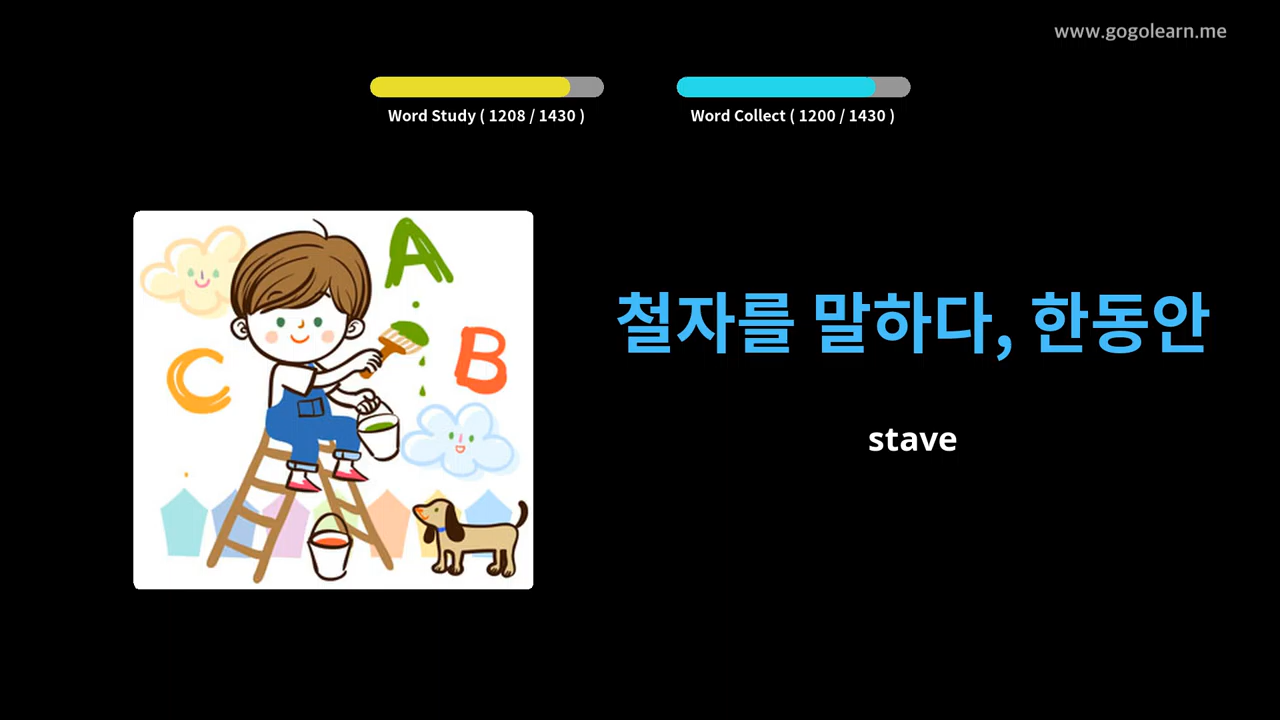 www.gogolearn.me
Word Study ( 1208 / 1430 )
Word Collect ( 1200 / 1430 )
A
B
C
철자를 말하다, 한동안
stave